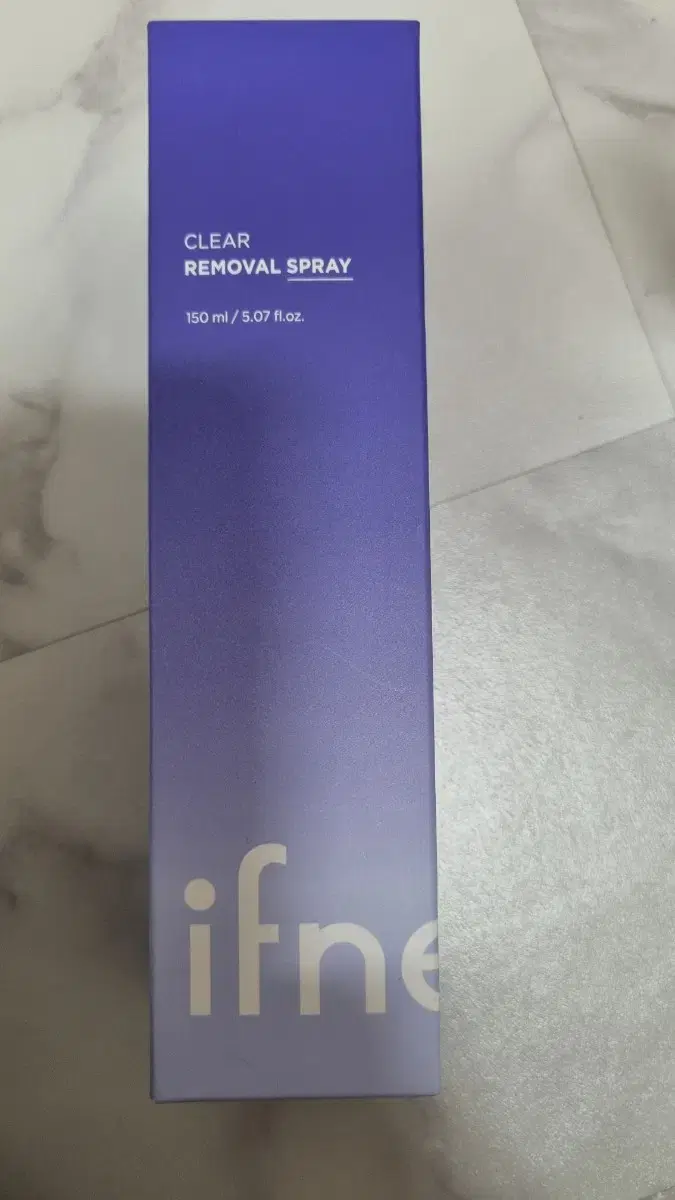 CLEAR
REMOVAL SPRAY
150 ml / 5.07 fl.oz.
ifne